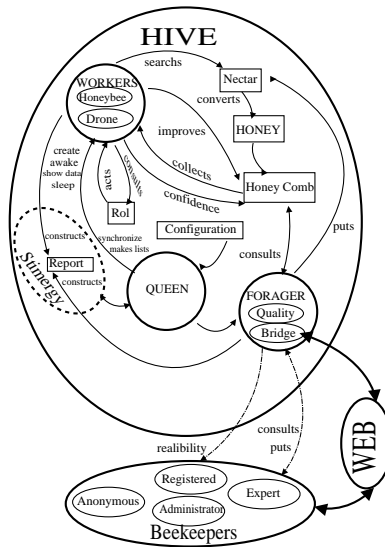 HIVE
searchs
Nectar
WORKERS
Honeybee
Drone
converts
HONEY
improves
create
awake
show data
sleep
collects
Honey Comb
acts
consults
confidence
Rol
Configuration
puts
constructs
synchronize
makes lists
consults
Stimergy
Report
constructs
QUEEN
FORAGER
Quality
Bridge
realibility
consults
puts
WEB
Registered
Anonymous
Expert
Administrator
Beekeepers